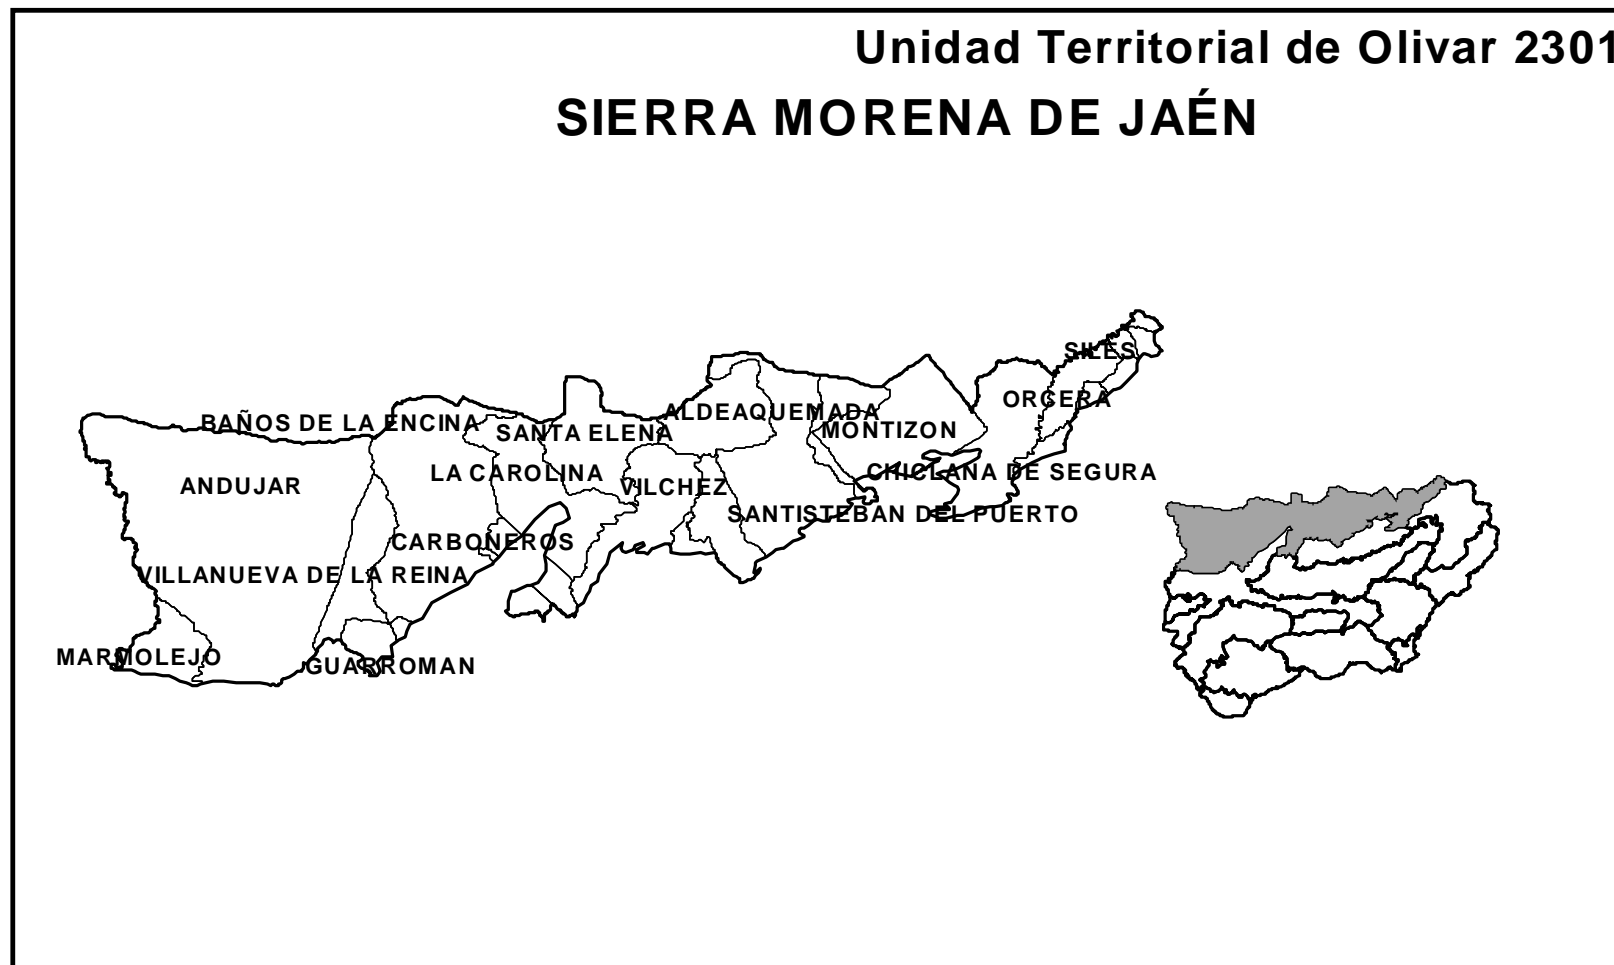 Unidad Territorial de Olivar 2301
SIERRA MORENA DE JAÉN
SILES
ORCERA
ALDEAQUEMADA
BAÑOS DE LA ENCINA
SANTA ELENA
MONTIZON
LA CAROLINA
CHICLANA DE SEGURA
ANDUJAR
VILCHEZ
SANTISTEBAN DEL PUERTO
CARBOÑEROS
VILLANUEVA DE LA REINA
MARMOLEJO
GUARROMAN